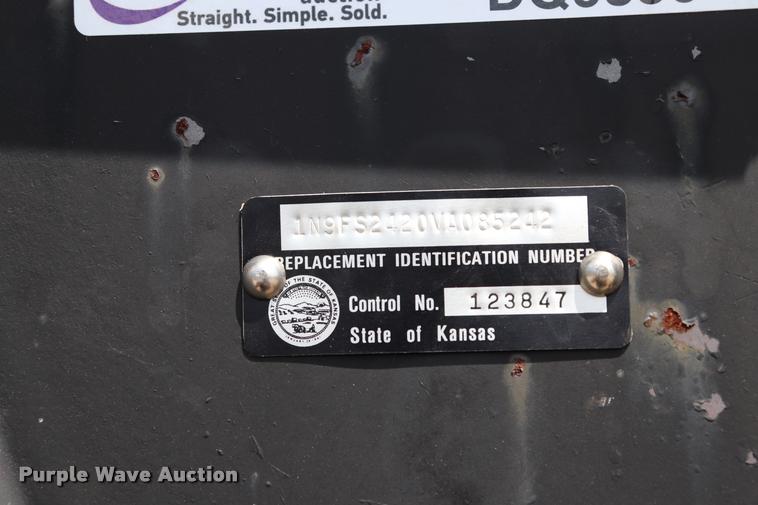 Straight. Simple. Sold.
1N9FS2420VA085242
REPLACEMENT IDENTIFICATION NUMBER
Control No. 123847
State of Kansas
Purple Wave Auction